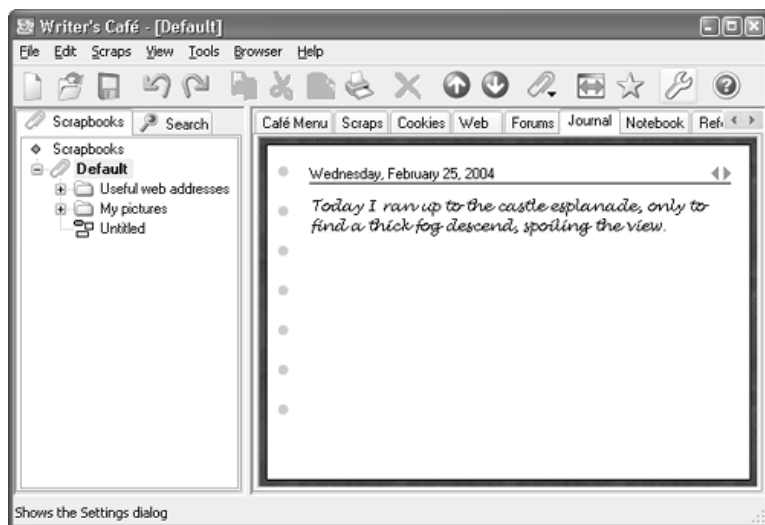 Writer's Café - [Default]
File Edit Scraps View Tools Browser Help
Scrapbooks Search
Café Menu Scraps Cookies Web Forums Journal Notebook Refe
Scrapbooks
Default
Useful web addresses
My pictures
Untitled
Wednesday, February 25, 2004
Today I ran up to the castle esplanade, only to
find a thick fog descend, spoiling the view.
Shows the Settings dialog